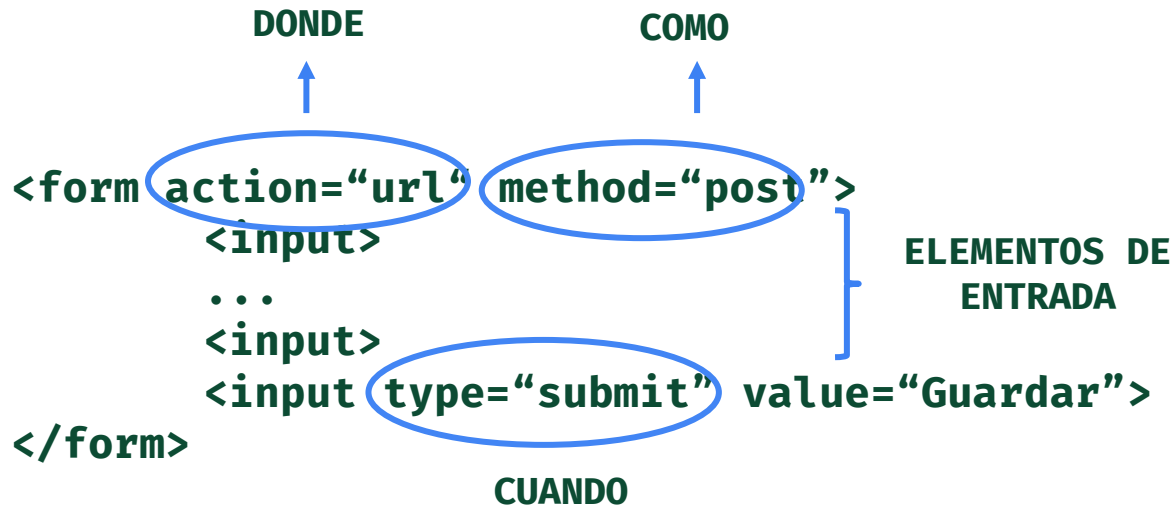 DONDE
COMO
<form action=“url“ method=“post”>
<input>
...
<input>
ELEMENTOS DE
ENTRADA
<input type=“submit” value=“Guardar”>
</form>
CUANDO